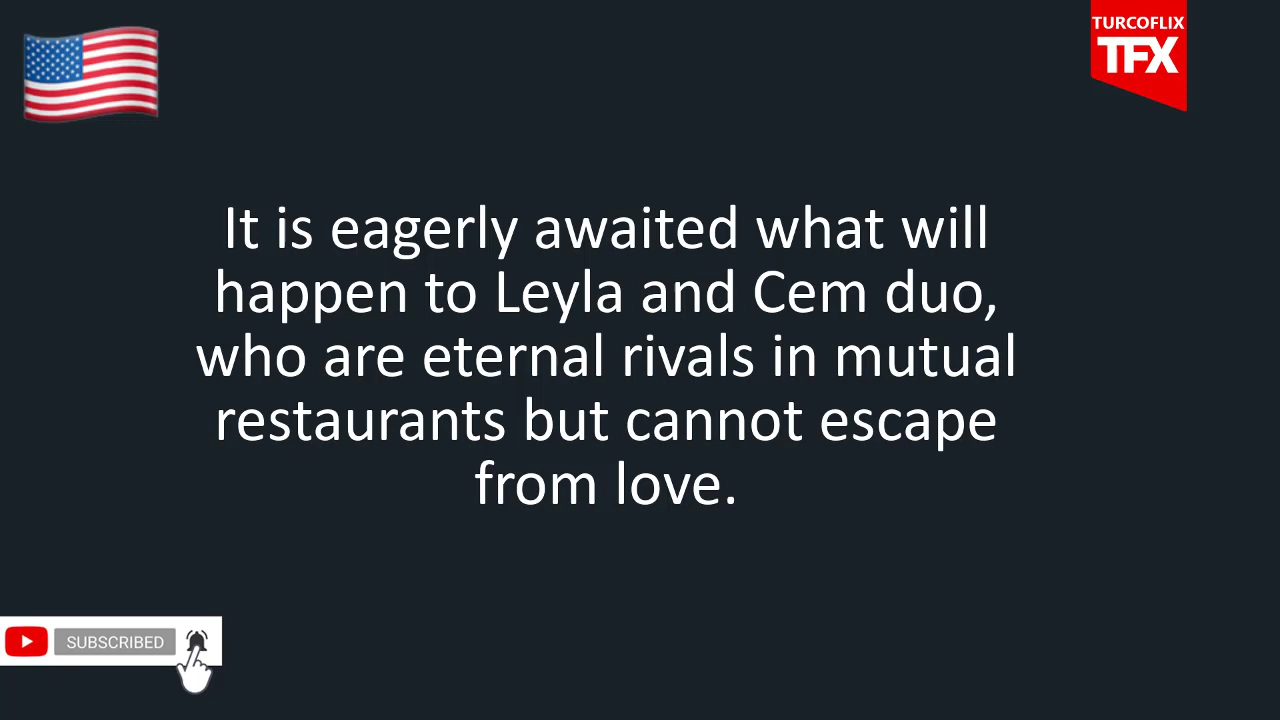 TURCOFLIX
TFX
It is eagerly awaited what will
happen to Leyla and Cem duo,
who are eternal rivals in mutual
restaurants but cannot escape
from love.
SUBSCRIBED